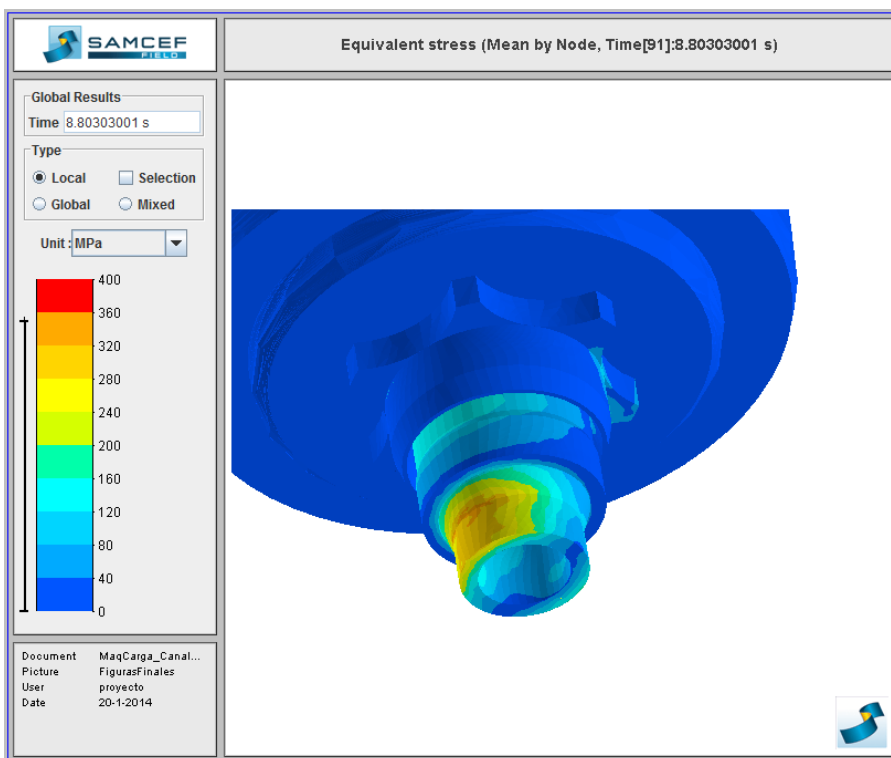 SAMCEF
FIELD
Equivalent stress (Mean by Node, Time[91]:8.80303001 s)
Global Results
Time 8.80303001 s
Type
Local Selection
Global Mixed
Unit : MPa
400
360
320
280
240
200
160
120
80
40
0
Document MaqCarga_Canal...
Picture FigurasFinales
User proyecto
Date 20-1-2014